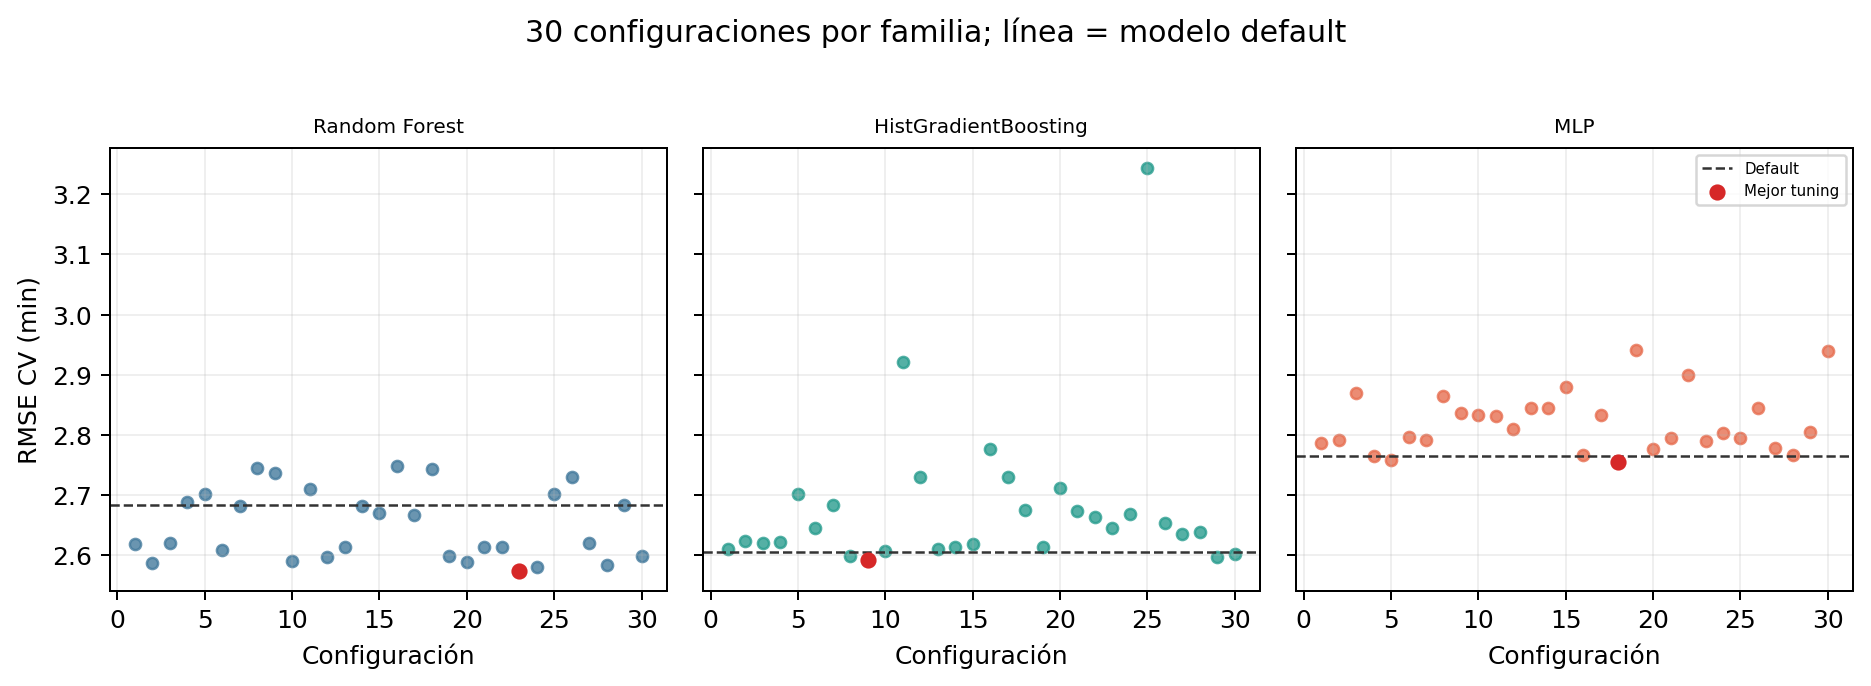 30 configuraciones por familia; línea = modelo default
Random Forest
HistGradientBoosting
MLP
RMSE CV (min)
3.2
3.1
3.0
2.9
2.8
2.7
2.6
0 5 10 15 20 25 30
Configuración
0 5 10 15 20 25 30
Configuración
Default
Mejor tuning
0 5 10 15 20 25 30
Configuración